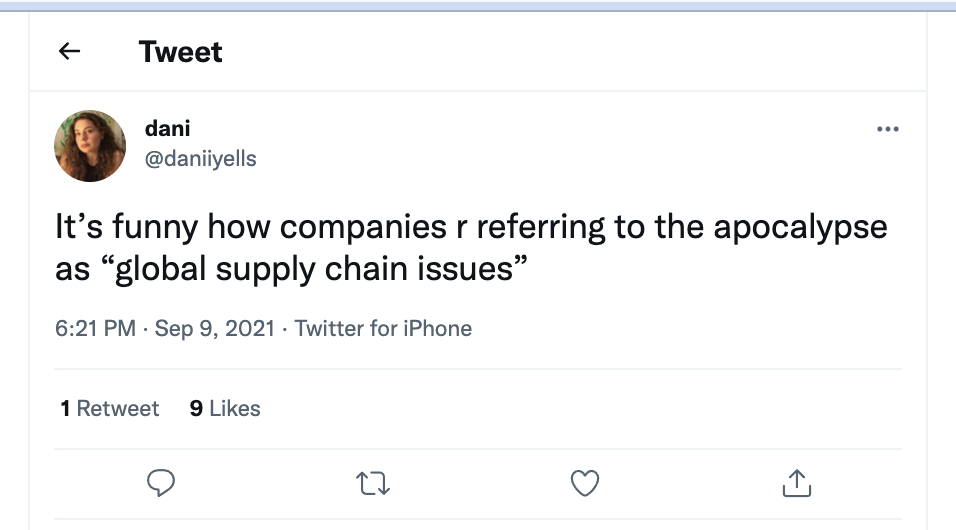 Tweet
dani
@daniiyells
It’s funny how companies r referring to the apocalypse
as “global supply chain issues”
6:21 PM · Sep 9, 2021 · Twitter for iPhone
1 Retweet 9 Likes